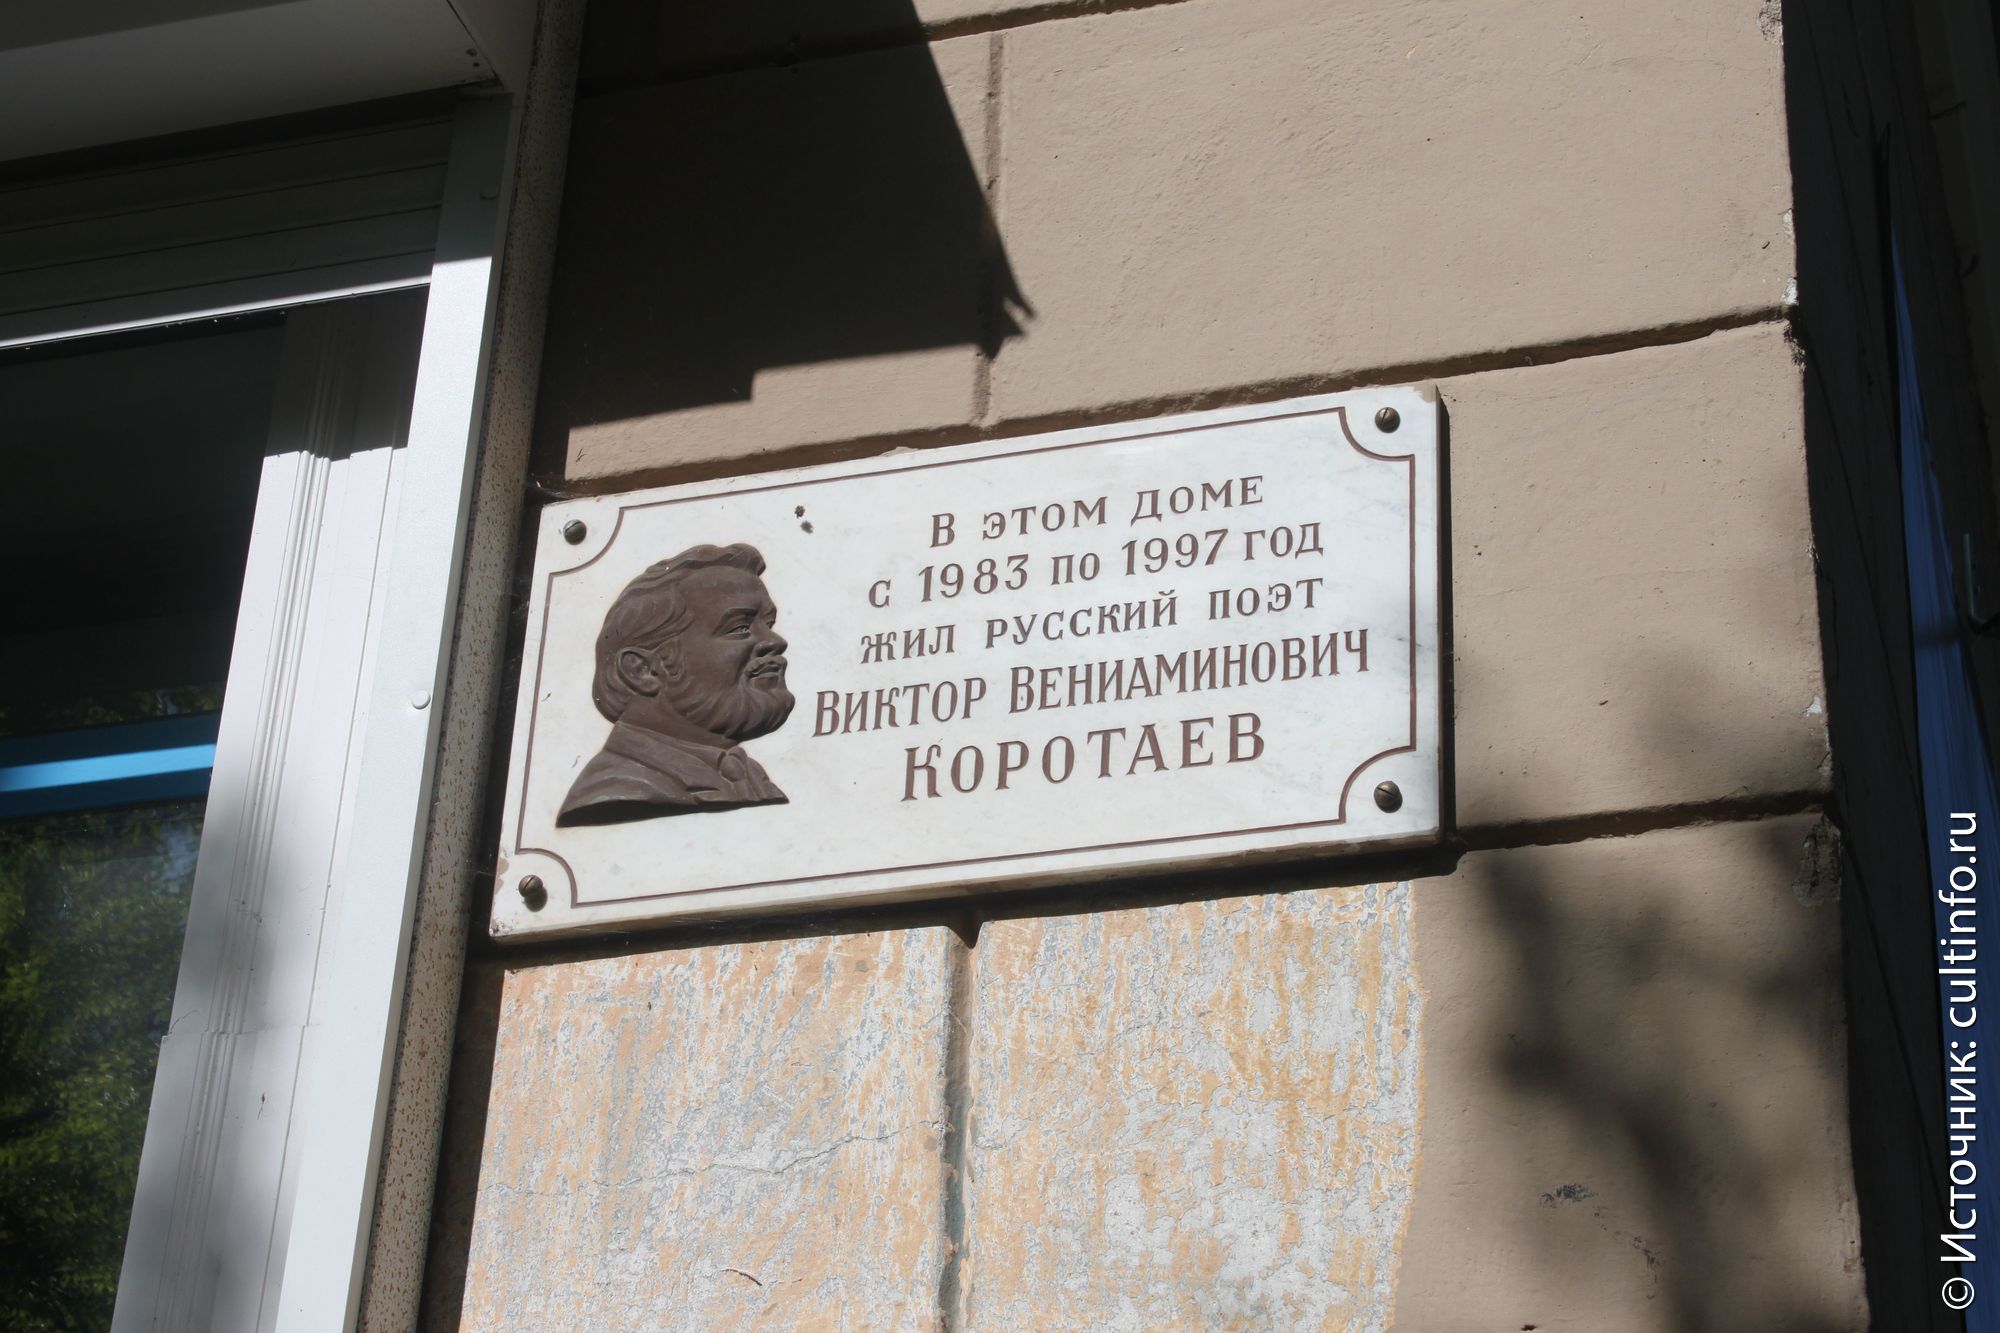 В ЭТОМ ДОМЕ
С 1983 ПО 1997 ГОД
ЖИЛ РУССКИЙ ПОЭТ
ВИКТОР ВЕНИАМИНОВИЧ
КОРОТАЕВ
© Источник: cultinfo.ru